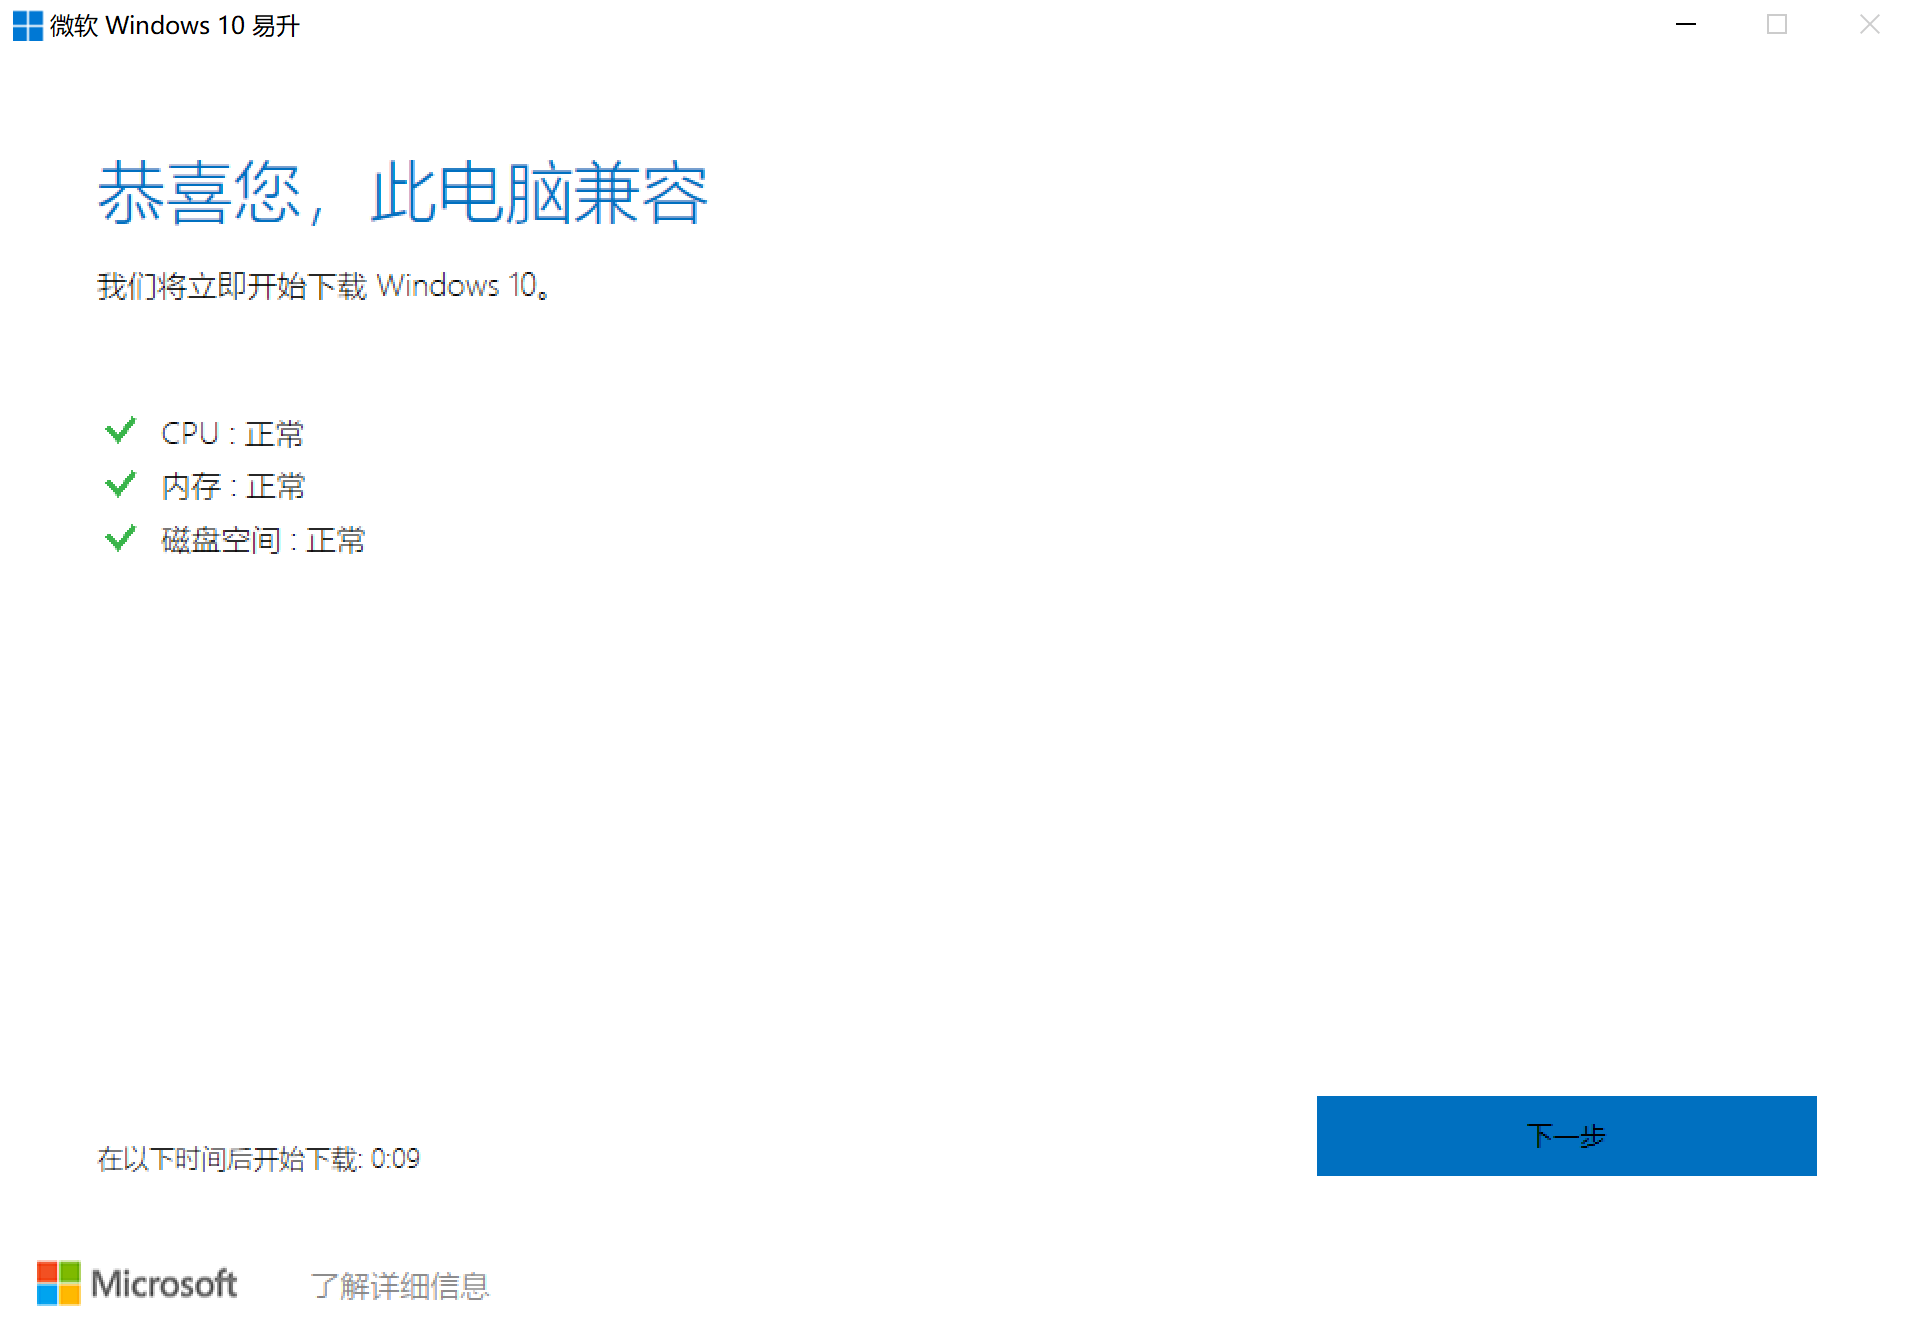 微软 Windows 10 易升
恭喜您，此电脑兼容
我们将立即开始下载 Windows 10。
CPU : 正常
内存 : 正常
磁盘空间 : 正常
下一步
在以下时间后开始下载: 0:09
Microsoft 了解详细信息